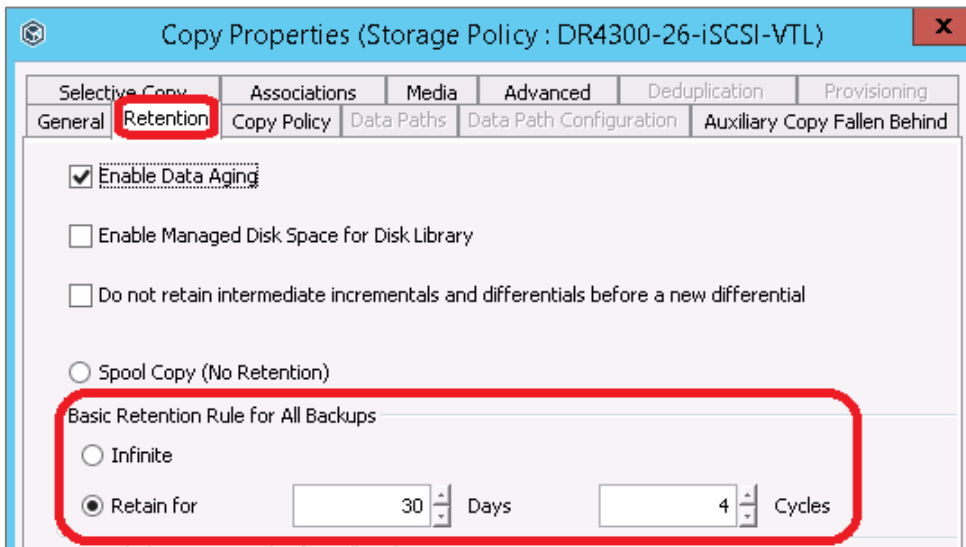 Copy Properties (Storage Policy : DR4300-26-iSCSI-VTL)
x
Selective Copy Associations Media Advanced Deduplication Provisioning
General Retention Copy Policy Data Paths Data Path Configuration Auxiliary Copy Fallen Behind
Enable Data Aging
Enable Managed Disk Space for Disk Library
Do not retain intermediate incrementals and differentials before a new differential
Spool Copy (No Retention)
Basic Retention Rule for All Backups
Infinite
Retain for 30 Days 4 Cycles